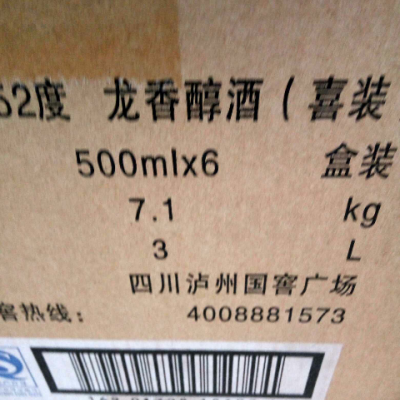 52度 龙香醇酒(喜装
500mlx6 盒装
7.1 kg
3 L
四川泸州国窖广场
窖热线: 4008881573